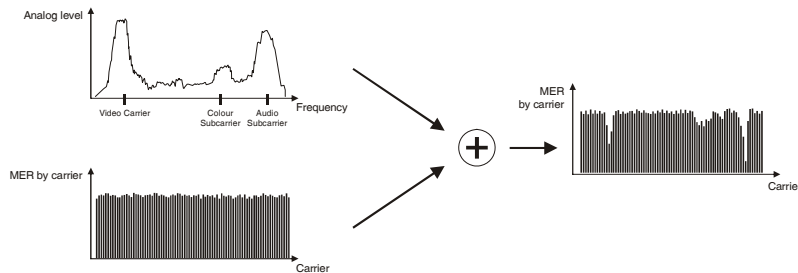 Analog level
Frequency
Video Carrier
Colour
Subcarrier
Audio
Subcarrier
MER by carrier
Carrier
MER
by carrier
Carrie